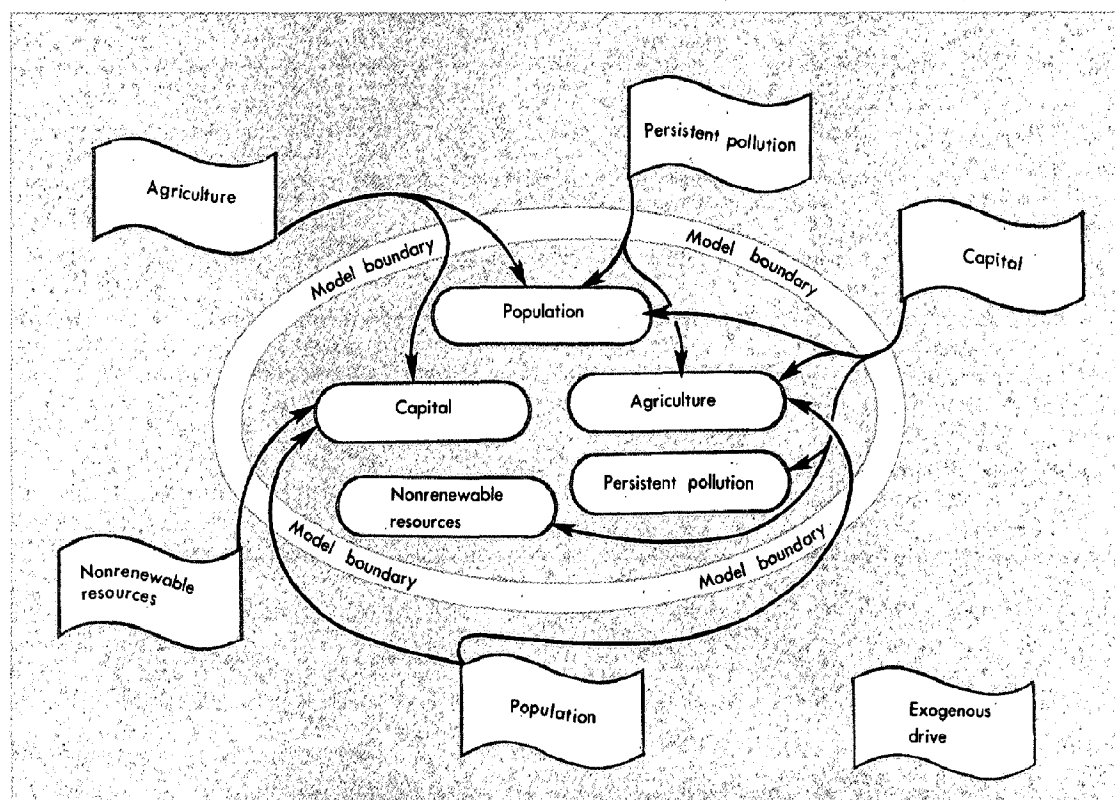 Persistent pollution
Agriculture
Capital
Model boundary
Model boundary
Population
Capital
Agriculture
Persistent pollution
Nonrenewable
resources
Model boundary
Model boundary
Nonrenewable
resources
Population
Exogenous
drive